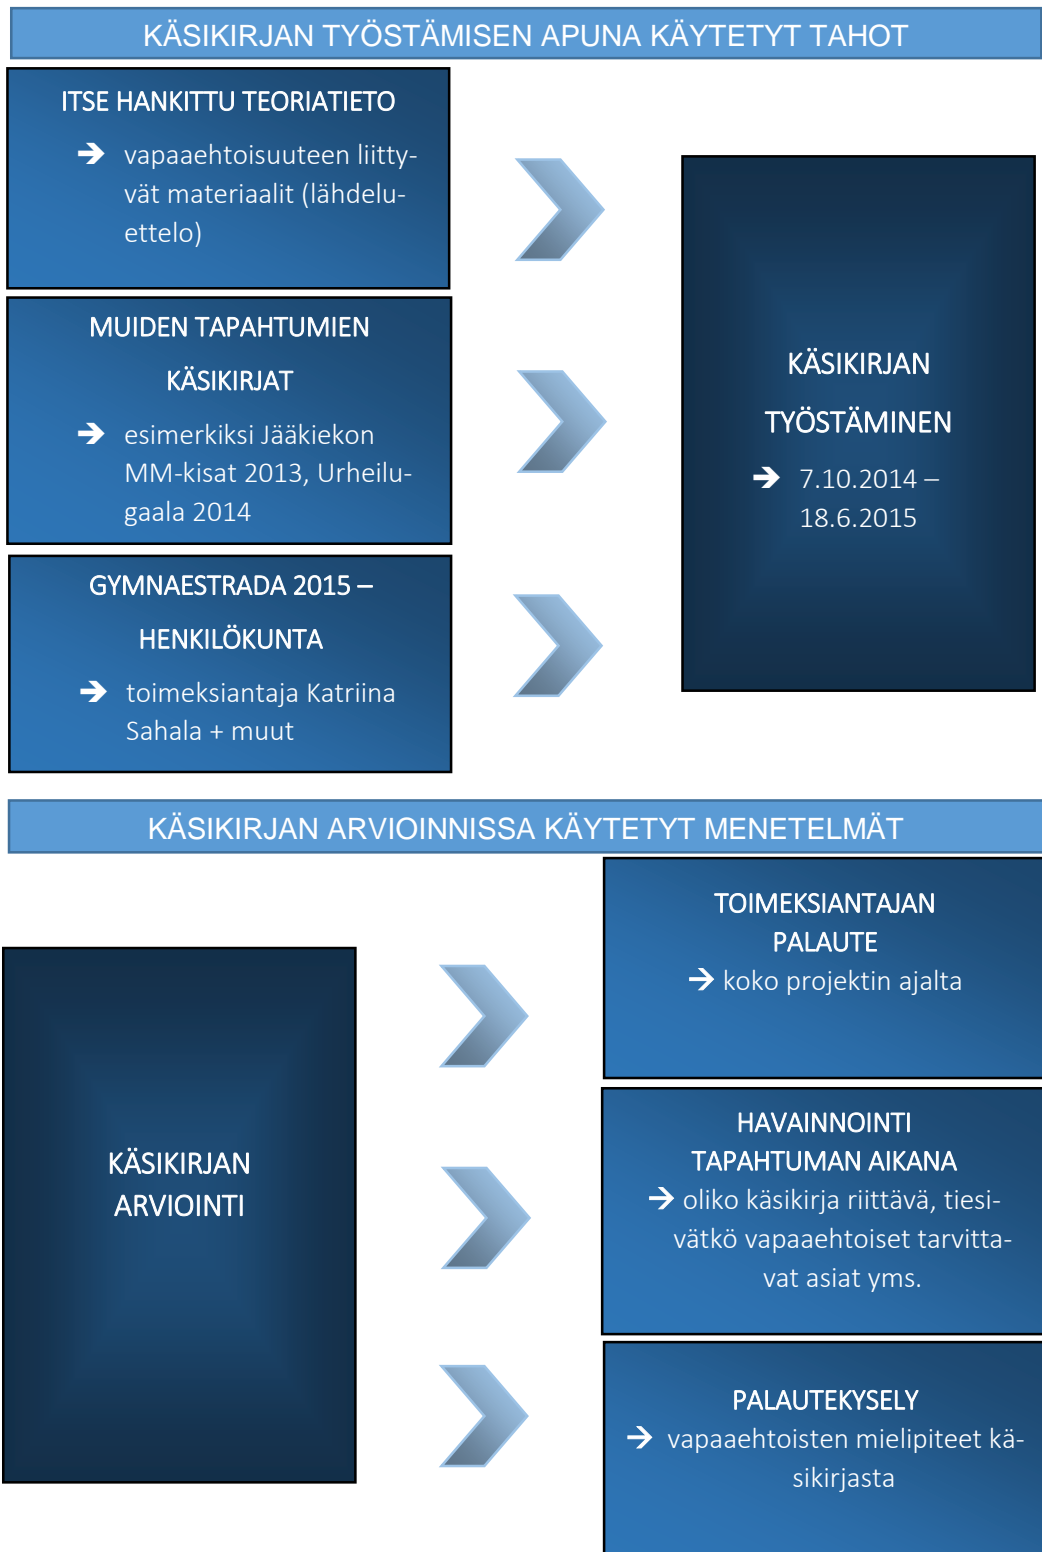 KÄSIKIRJAN TYÖSTÄMISEN APUNA KÄYTETYT TAHOT
ITSE HANKITTU TEORIATIETO
➔ vapaaehtoisuuteen liitty-
vät materiaalit (lähdelu-
ettelo)
MUIDEN TAPAHTUMIEN
KÄSIKIRJAT
➔ esimerkiksi Jääkiekon
MM-kisat 2013, Urheilu-
gaala 2014
GYMNAESTRADA 2015 –
HENKILÖKUNTA
➔ toimeksiantaja Katriina
Sahala + muut
KÄSIKIRJAN
TYÖSTÄMINEN
➔ 7.10.2014 –
18.6.2015
KÄSIKIRJAN ARVIOINNISSA KÄYTETYT MENETELMÄT
KÄSIKIRJAN
ARVIOINTI
TOIMEKSIANTAJAN
PALAUTE
➔ koko projektin ajalta
HAVAINNOINTI
TAPAHTUMAN AIKANA
➔ oliko käsikirja riittävä, tiesi-
vätkö vapaaehtoiset tarvitta-
vat asiat yms.
PALAUTEKYSELY
➔ vapaaehtoisten mielipiteet kä-
sikirjasta